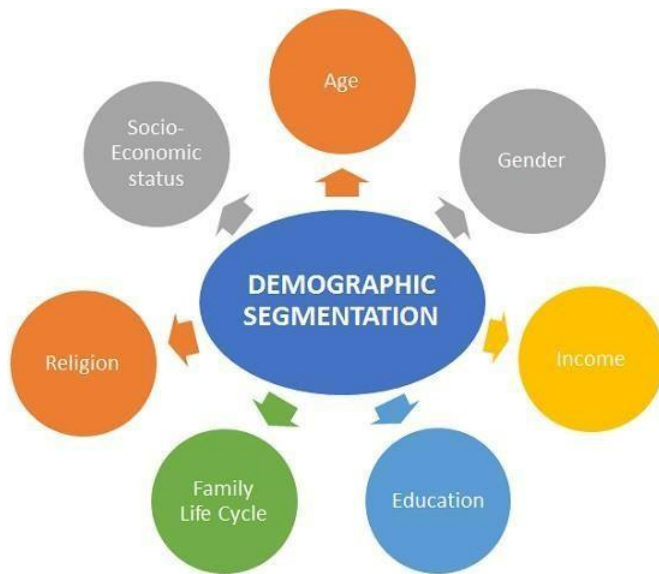 Age
Gender
Income
Education
Family
Life Cycle
Religion
Socio-
Economic
status
DEMOGRAPHIC
SEGMENTATION